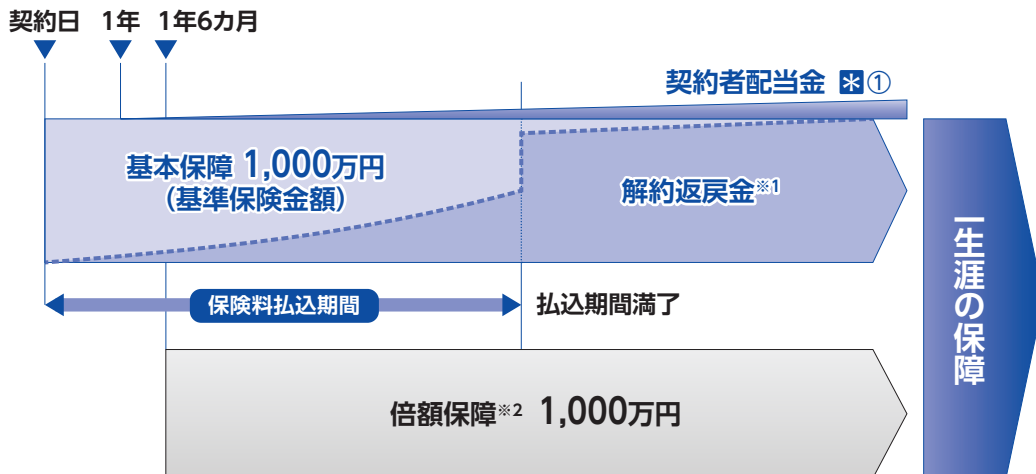 契約日 1年 1年6カ月
契約者配当金 *①
基本保障 1,000万円
(基準保険金額)
解約返戻金※1
保険料払込期間
払込期間満了
倍額保障※2 1,000万円
一生涯の保障